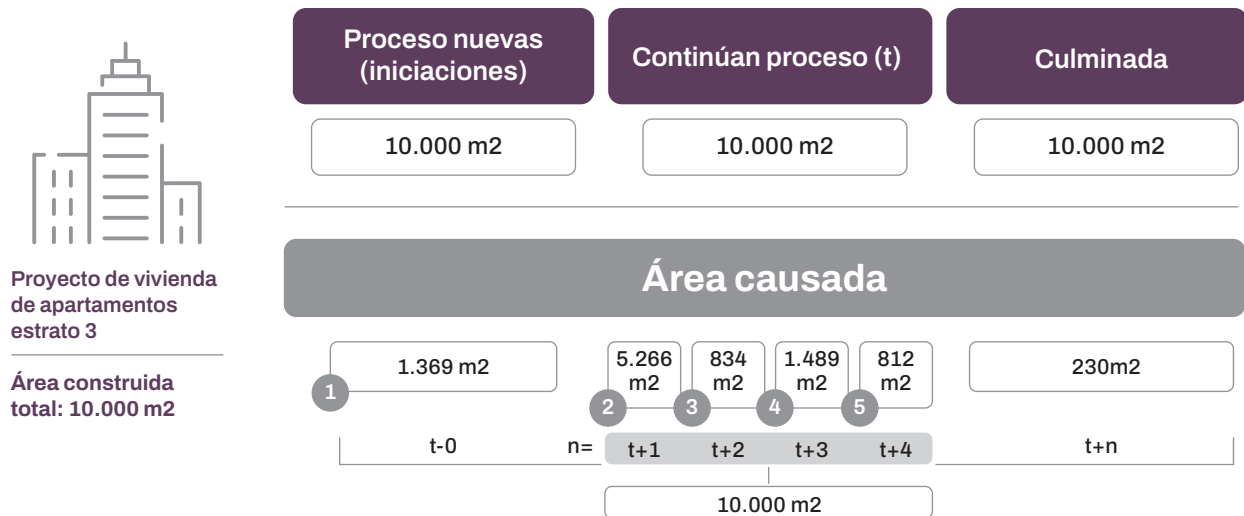 Proceso nuevas
(iniciaciones)
Continúan proceso (t)
Culminada
10.000 m2
10.000 m2
10.000 m2
Proyecto de vivienda
de apartamentos
estrato 3
Área construida
total: 10.000 m2
Área causada
1.369 m2
5.266
m2
834
m2
1.489
m2
812
m2
230m2
1
2
3
4
5
t-0
n=
t+1
t+2
t+3
t+4
t+n
10.000 m2